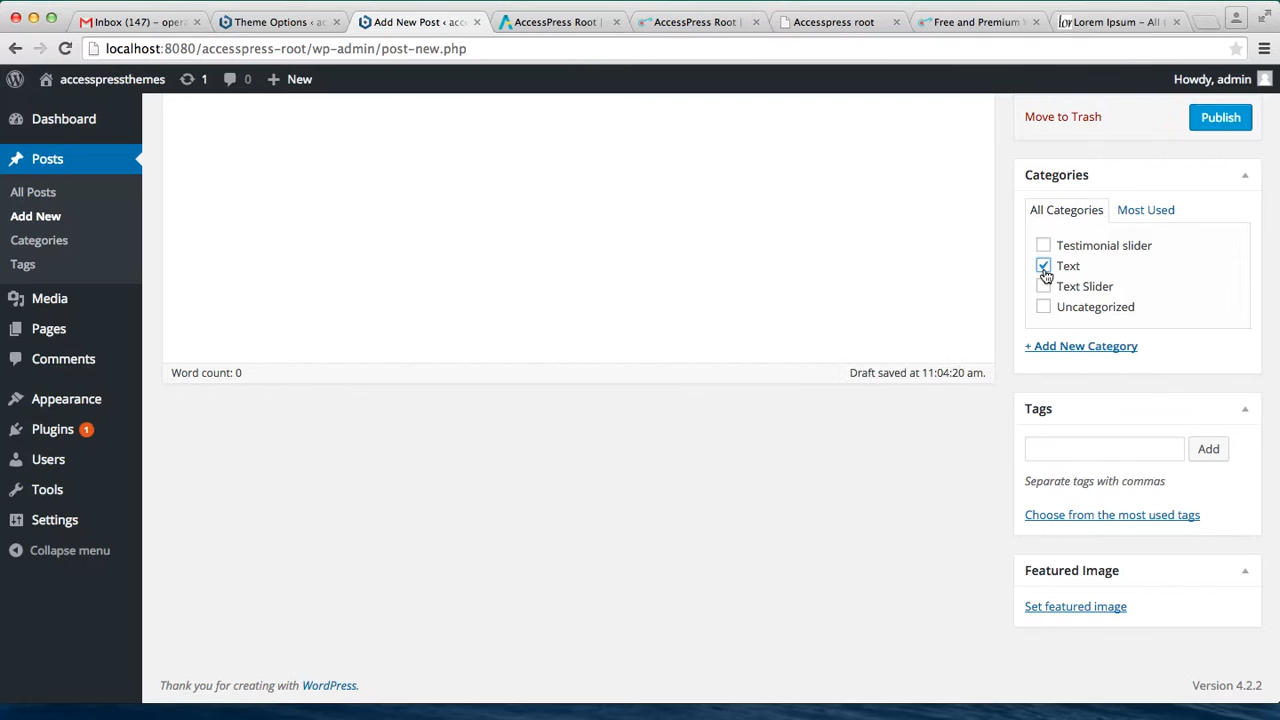 Inbox (147) – oper
Theme Options ‹ ac
Add New Post ‹ acce
AccessPress Root |
AccessPress Root |
Accesspress root
Free and Premium W
Lorem Ipsum – All t
localhost:8080/accesspress-root/wp-admin/post-new.php
accesspressthemes
1
0
New
Howdy, admin
Dashboard
Posts
All Posts
Add New
Categories
Tags
Media
Pages
Comments
Appearance
Plugins 1
Users
Tools
Settings
Collapse menu
Word count: 0
Draft saved at 11:04:20 am.
Move to Trash
Publish
Categories
All Categories
Most Used
Testimonial slider
Text
Text Slider
Uncategorized
+ Add New Category
Tags
Add
Separate tags with commas
Choose from the most used tags
Featured Image
Set featured image
Thank you for creating with WordPress.
Version 4.2.2